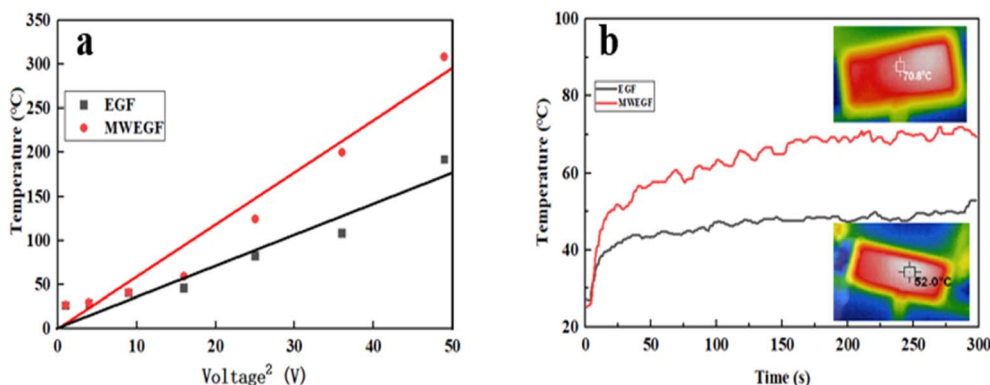 a
350
300
250
200
150
100
50
0
Temperature (°C)
EGF
MWEGF
0 10 20 30 40 50
Voltage² (V)
b
100
80
60
40
20
Temperature (°C)
EGF
MWEGF
70.8°C
52.0°C
0 50 100 150 200 250 300
Time (s)